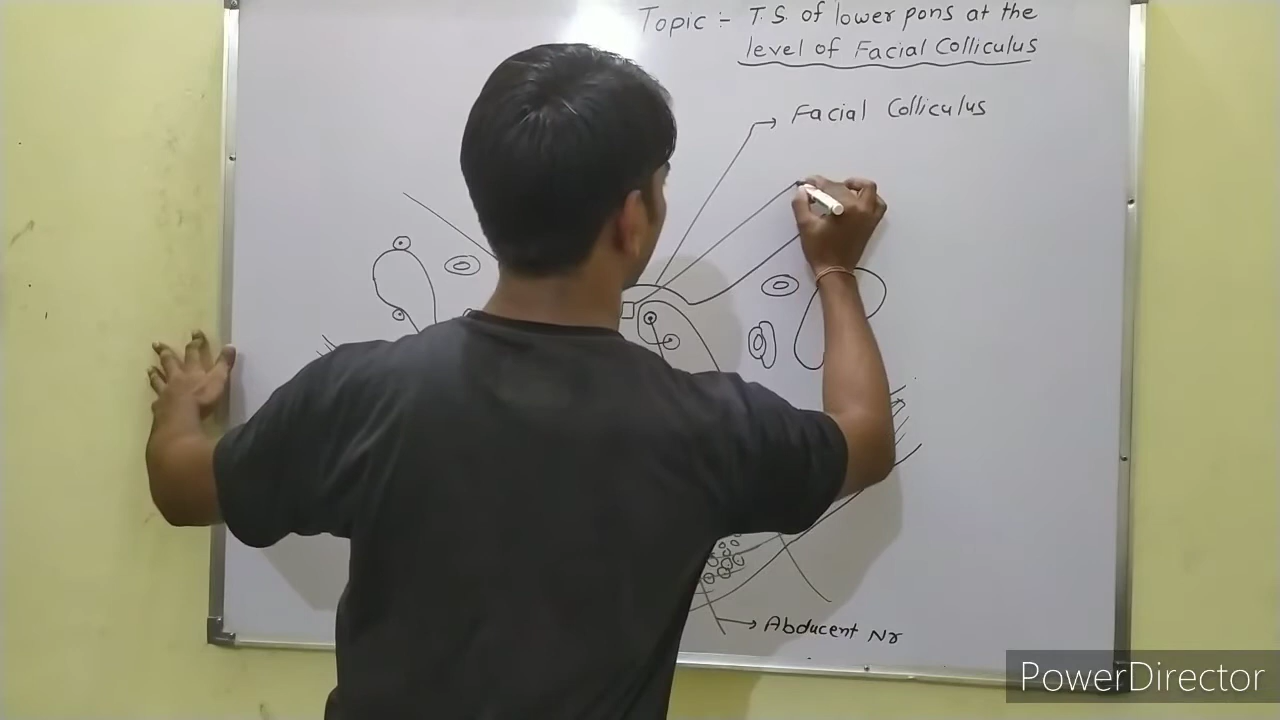 Topic :- T.S. of lower pons at the
level of Facial Colliculus
Facial Colliculus
Abducent Nr
PowerDirector